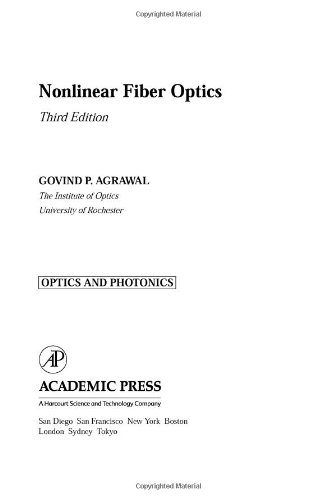 Copyrighted Material
Nonlinear Fiber Optics
Third Edition
GOVIND P. AGRAWAL
The Institute of Optics
University of Rochester
OPTICS AND PHOTONICS
AP
ACADEMIC PRESS
A Harcourt Science and Technology Company
San Diego San Francisco New York Boston
London Sydney Tokyo
Copyrighted Material